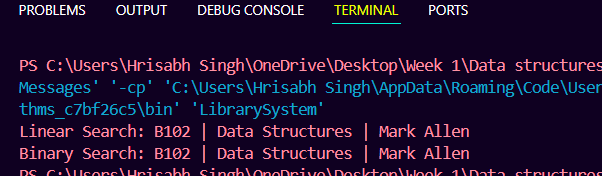 PROBLEMS OUTPUT DEBUG CONSOLE TERMINAL PORTS
PS C:\Users\Hrisabh Singh\OneDrive\Desktop\Week 1\Data structures
Messages' '-cp' 'C:\Users\Hrisabh Singh\AppData\Roaming\Code\User
thms_c7bf26c5\bin' 'LibrarySystem'
Linear Search: B102 | Data Structures | Mark Allen
Binary Search: B102 | Data Structures | Mark Allen
PS C:\Users\Hrisabh Singh\OneDrive\Desktop\Week 1\Data structures